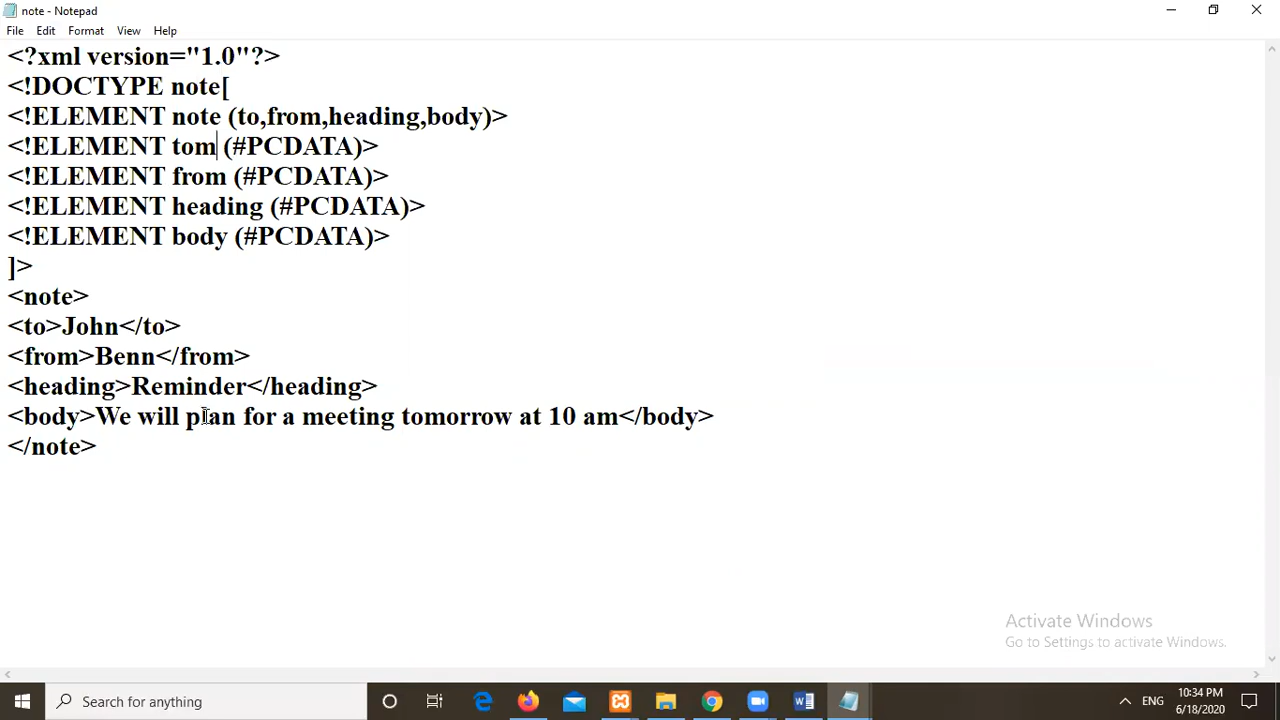 note - Notepad
File Edit Format View Help
<?xml version="1.0"?>
<!DOCTYPE note[
<!ELEMENT note (to,from,heading,body)>
<!ELEMENT tom (#PCDATA)>
<!ELEMENT from (#PCDATA)>
<!ELEMENT heading (#PCDATA)>
<!ELEMENT body (#PCDATA)>
]>
<note>
<to>John</to>
<from>Benn</from>
<heading>Reminder</heading>
<body>We will plan for a meeting tomorrow at 10 am</body>
</note>
Activate Windows
Go to Settings to activate Windows.
Search for anything
ENG
10:34 PM
6/18/2020